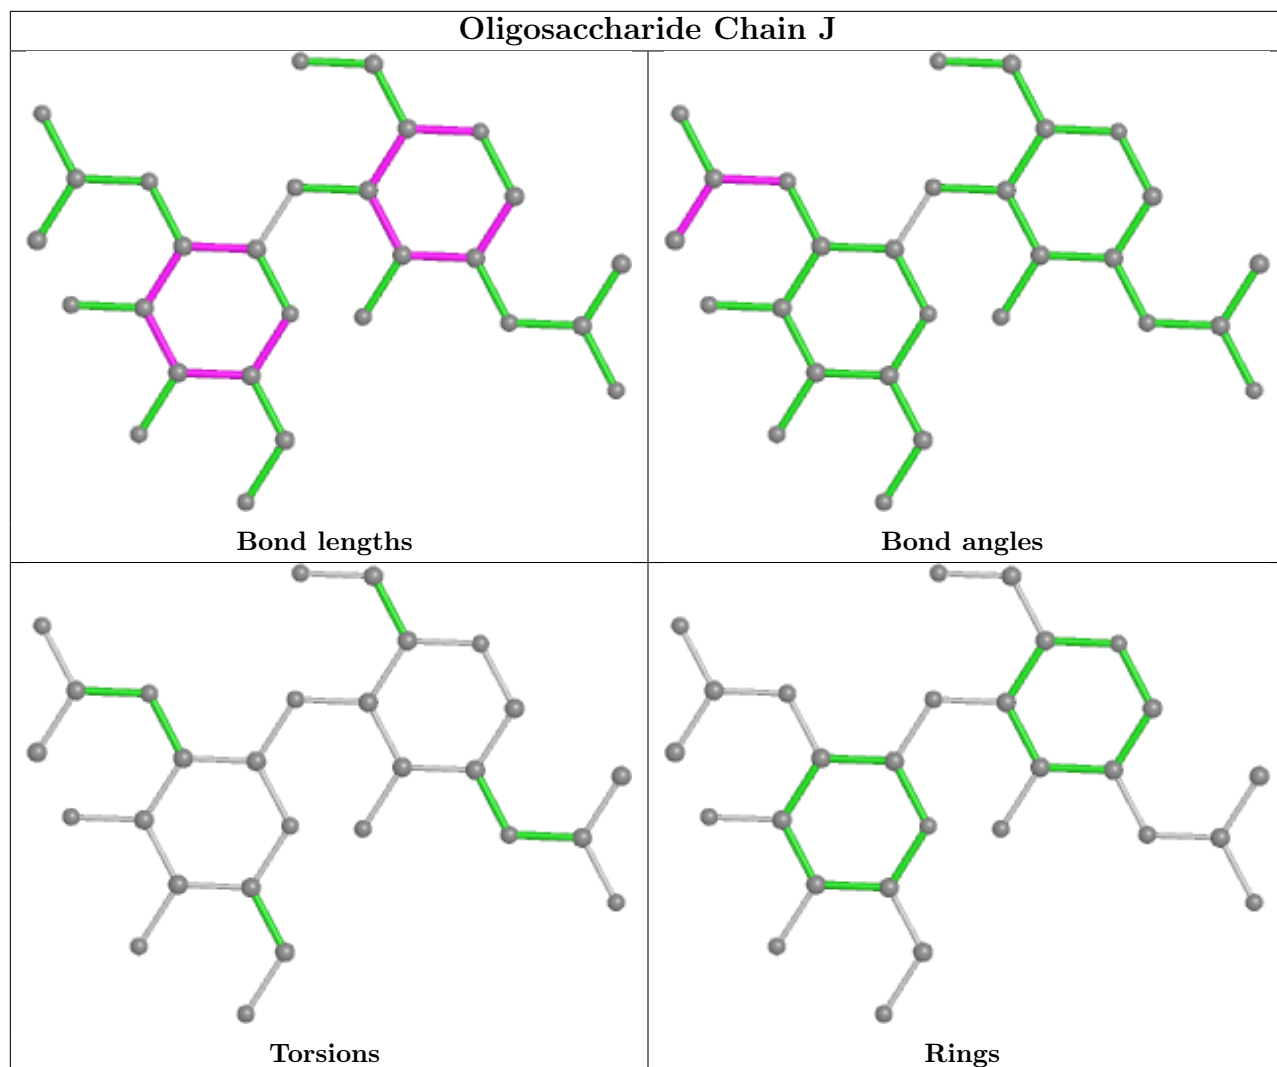 Oligosaccharide Chain J
Bond lengths
Bond angles
Torsions
Rings